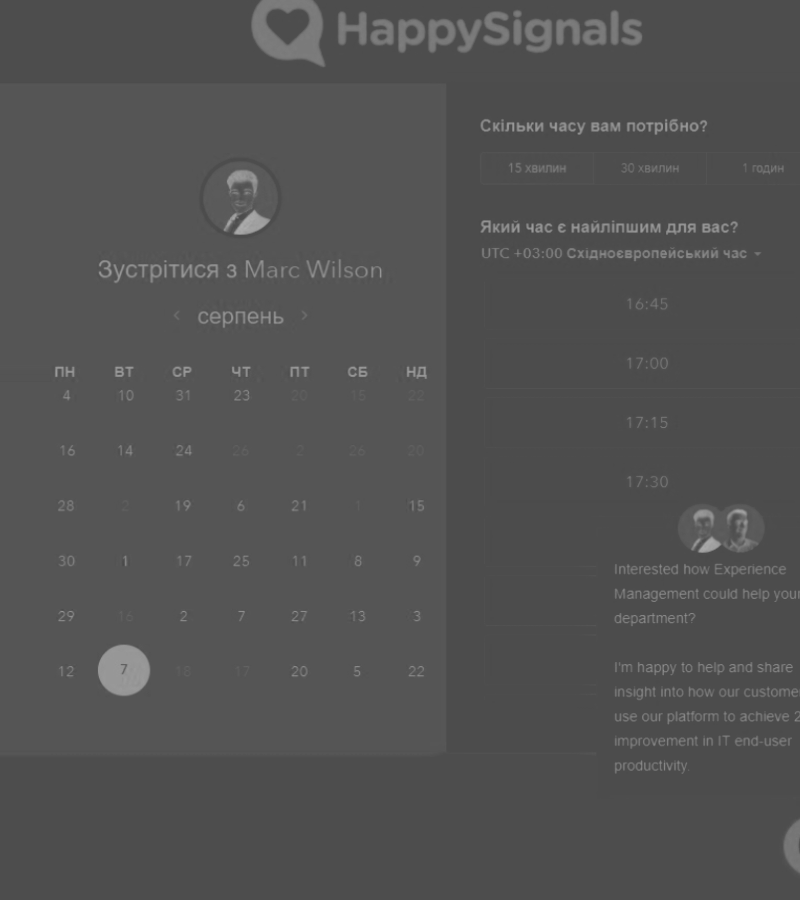 HappySignals
Зустрітися з Marc Wilson
серпень
ПН ВТ СР ЧТ ПТ СБ НД
4 10 31 23 20 15 22
16 14 24 26 2 26 20
28 2 19 6 21 1 15
30 1 17 25 11 8 9
29 16 2 7 27 13 3
12 7 18 17 20 5 22
Скільки часу вам потрібно?
15 хвилин 30 хвилин 1 годин
Який час є найліпшим для вас?
UTC +03:00 Східноєвропейський час
16:45
17:00
17:15
17:30
Interested how Experience
Management could help your
department?
I'm happy to help and share
insight into how our custome
use our platform to achieve 2
improvement in IT end-user
productivity.